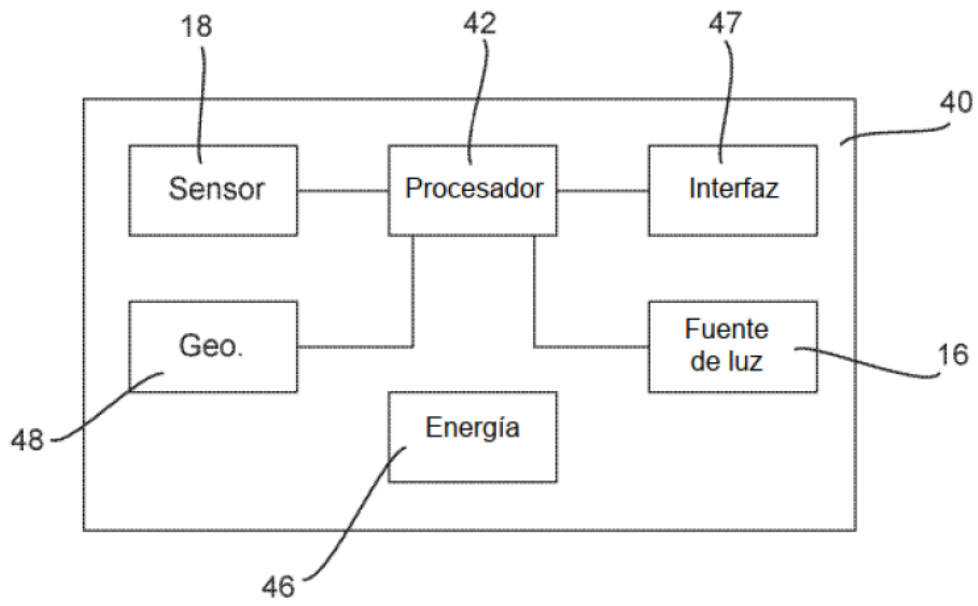 18
42
47
40
Sensor
Procesador
Interfaz
Geo.
Fuente
de luz
16
48
Energía
46